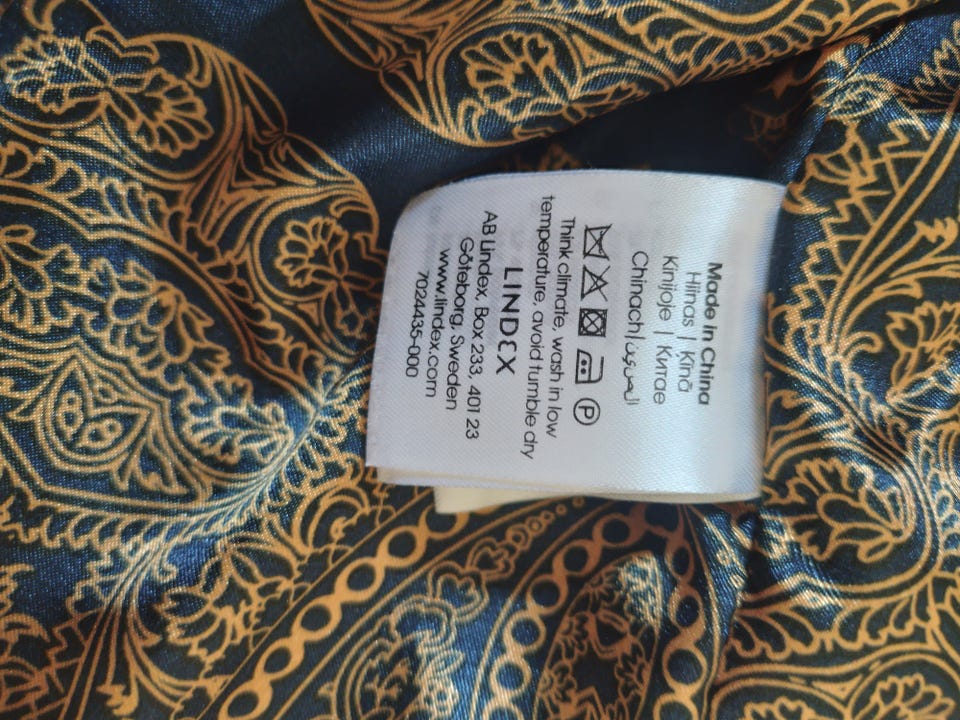 Made in China
Hiinas | Ķīnā
Kinijoje | Китае
Chinach | الصين
Think climate, wash in low
temperature, avoid tumble dry
LINDEX
AB Lindex, Box 233, 401 23
Göteborg, Sweden
www.lindex.com
7024435-000